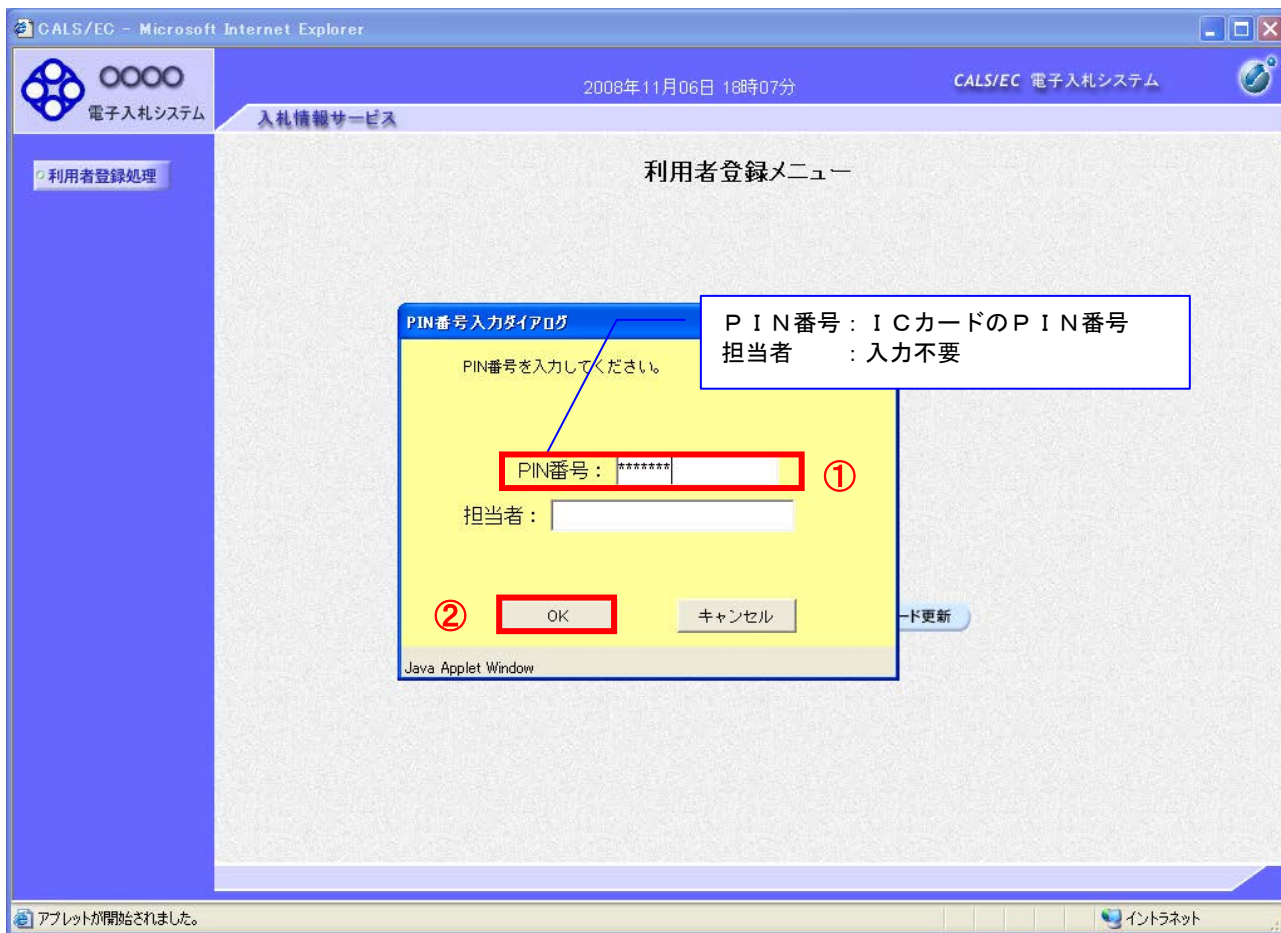 CALS/EC - Microsoft Internet Explorer
○○○○
電子入札システム
2008年11月06日 18時07分
CALS/EC 電子入札システム
入札情報サービス
利用者登録処理
利用者登録メニュー
PIN番号入力ダイアログ
PIN番号を入力してください。
ＰＩＮ番号：ＩＣカードのＰＩＮ番号
担当者　　：入力不要
PIN番号： *******
①
担当者：
②
OK
キャンセル
ード更新
Java Applet Window
アプレットが開始されました。
イントラネット